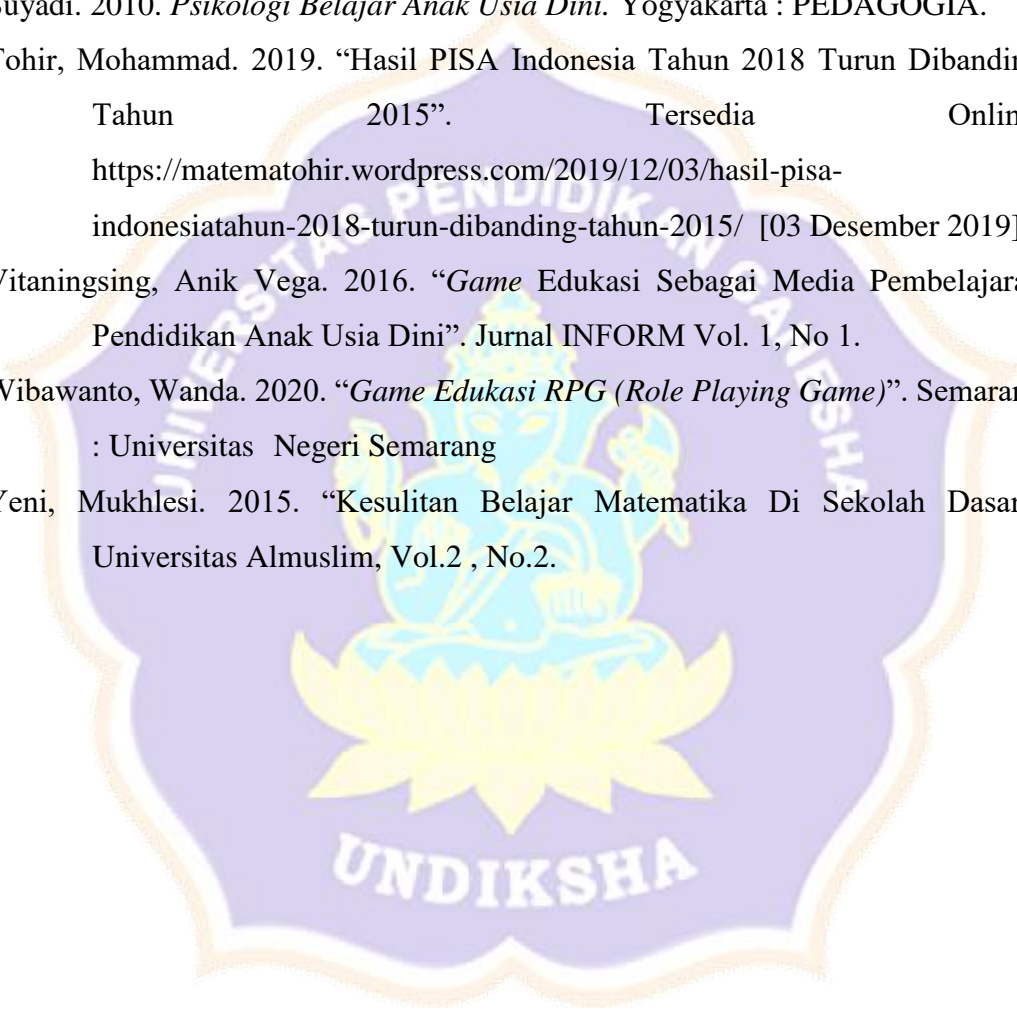 Suyadi. 2010. Psikologi Belajar Anak Usia Dini. Yogyakarta : PEDAGOGIA.
Tohir, Mohammad. 2019. “Hasil PISA Indonesia Tahun 2018 Turun Dibandin
Tahun 2015”. Tersedia Onlin
https://matematohir.wordpress.com/2019/12/03/hasil-pisa-
indonesiatahun-2018-turun-dibanding-tahun-2015/ [03 Desember 2019]
Vitaningsing, Anik Vega. 2016. “Game Edukasi Sebagai Media Pembelajara
Pendidikan Anak Usia Dini”. Jurnal INFORM Vol. 1, No 1.
Wibawanto, Wanda. 2020. “Game Edukasi RPG (Role Playing Game)”. Semaran
: Universitas Negeri Semarang
Yeni, Mukhlesi. 2015. “Kesulitan Belajar Matematika Di Sekolah Dasar
Universitas Almuslim, Vol.2 , No.2.
UNIVERSITAS PENDIDIKAN GANESHA
UNDIKSHA